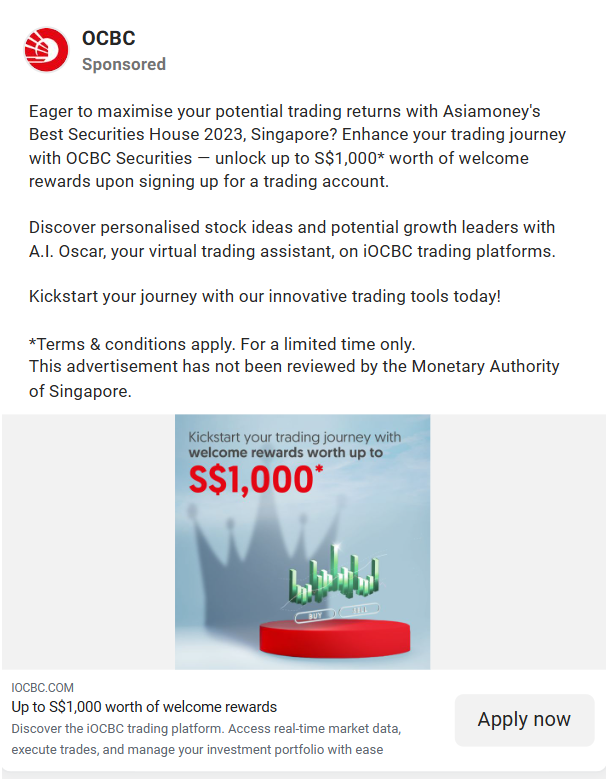 OCBC
Sponsored
Eager to maximise your potential trading returns with Asiamoney's
Best Securities House 2023, Singapore? Enhance your trading journey
with OCBC Securities — unlock up to S$1,000* worth of welcome
rewards upon signing up for a trading account.
Discover personalised stock ideas and potential growth leaders with
A.I. Oscar, your virtual trading assistant, on iOCBC trading platforms.
Kickstart your journey with our innovative trading tools today!
*Terms & conditions apply. For a limited time only.
This advertisement has not been reviewed by the Monetary Authority
of Singapore.
Kickstart your trading journey with
welcome rewards worth up to
S$1,000*
BUY SELL
IOCBC.COM
Up to S$1,000 worth of welcome rewards
Discover the iOCBC trading platform. Access real-time market data,
execute trades, and manage your investment portfolio with ease
Apply now